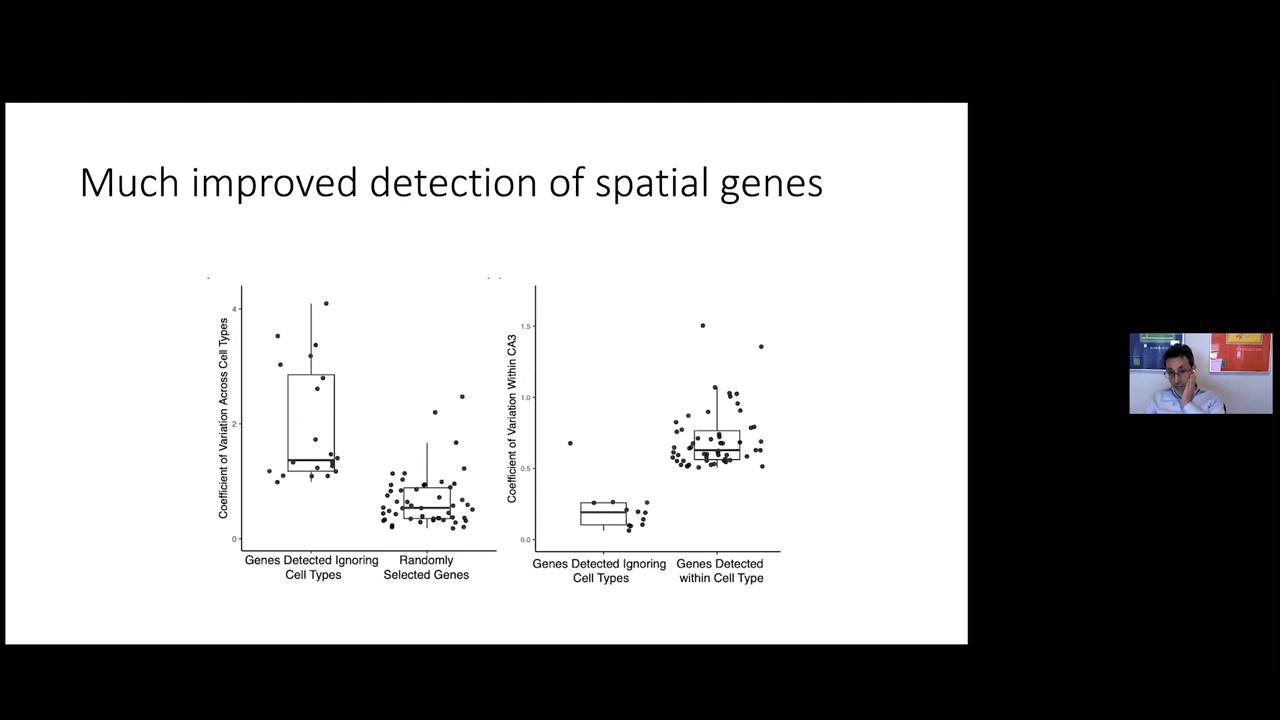 Much improved detection of spatial genes
Coefficient of Variation Across Cell Types
4
2
0
Genes Detected Ignoring
Cell Types
Randomly
Selected Genes
Coefficient of Variation Within CA3
1.5
1.0
0.5
0.0
Genes Detected Ignoring
Cell Types
Genes Detected
within Cell Type